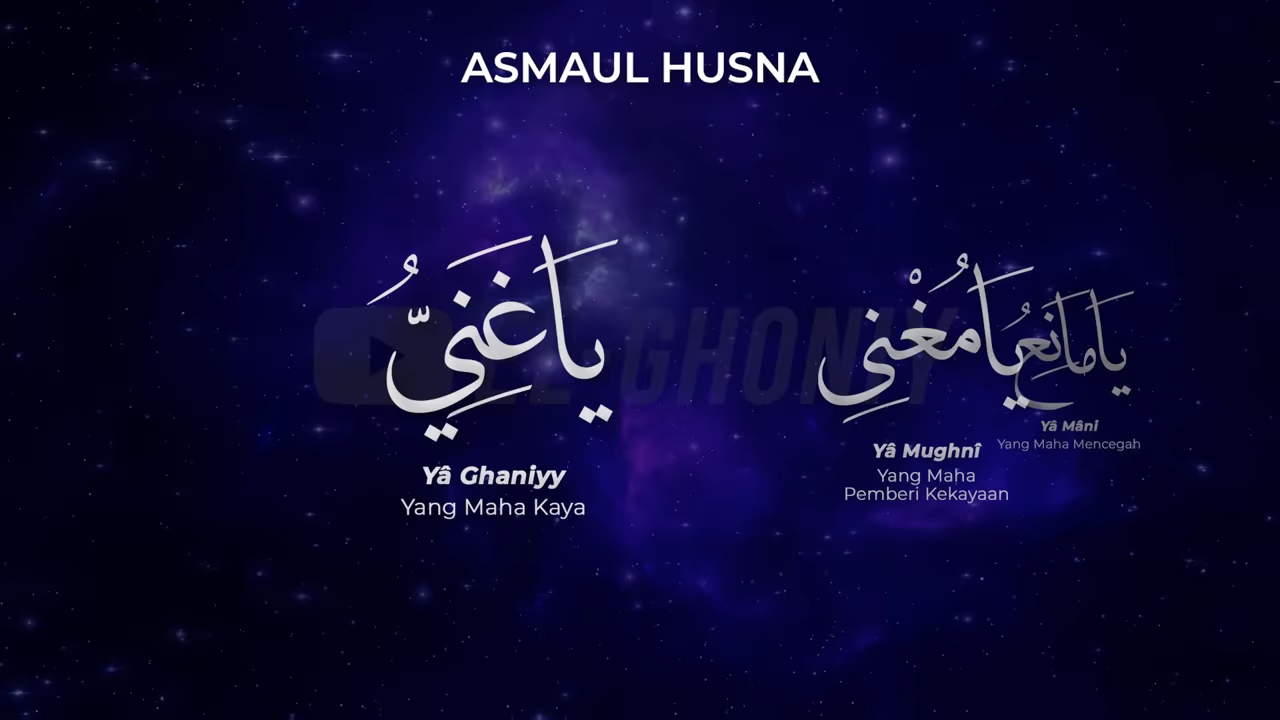 ASMAUL HUSNA
يَا غَنِيُّ
Yâ Ghaniyy
Yang Maha Kaya
يَا مُغْنِيُ
Yâ Mughnî
Yang Maha
Pemberi Kekayaan
يَا مَانِعُ
Yâ Mâni
Yang Maha Mencegah
GHONIY